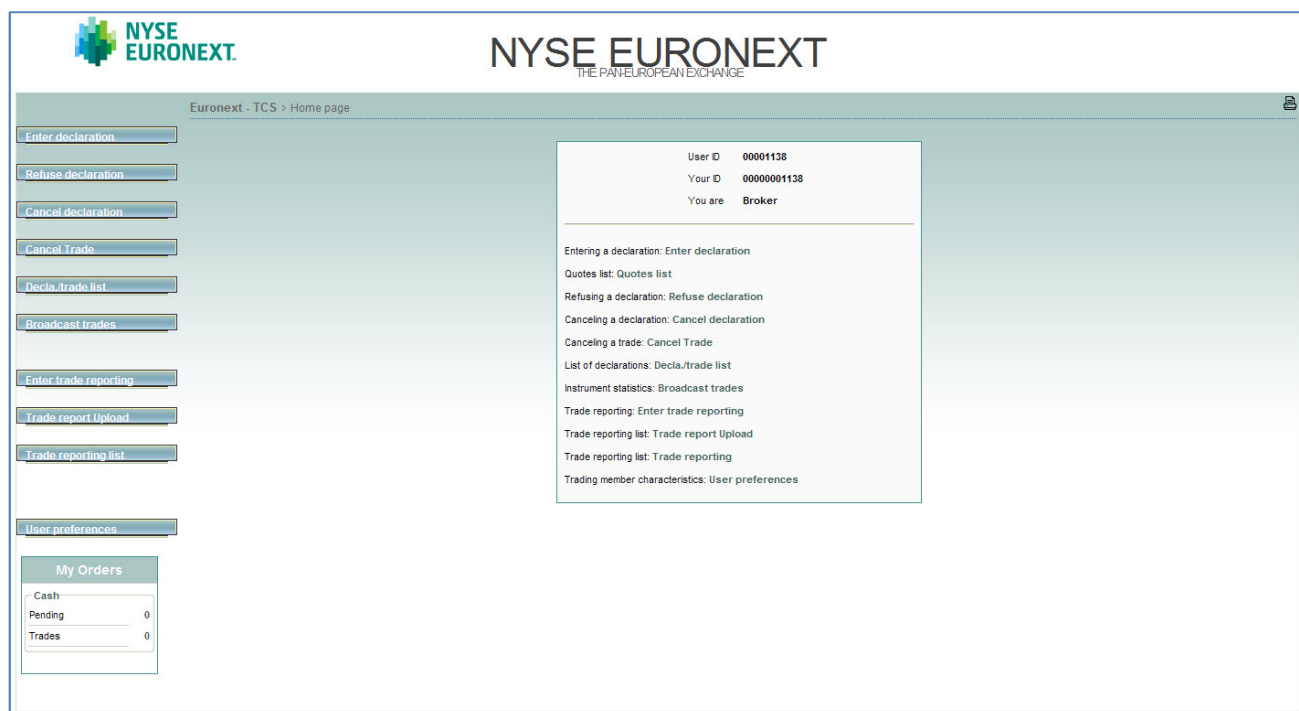 NYSE
EURONEXT.
NYSE EURONEXT
THE PAN-EUROPEAN EXCHANGE
Euronext - TCS > Home page
Enter declaration
Refuse declaration
Cancel declaration
Cancel Trade
Decla./trade list
Broadcast trades
Enter trade reporting
Trade report Upload
Trade reporting list
User preferences
My Orders
Cash
Pending 0
Trades 0
User ID 00001138
Your ID 00000001138
You are Broker
Entering a declaration: Enter declaration
Quotes list: Quotes list
Refusing a declaration: Refuse declaration
Canceling a declaration: Cancel declaration
Canceling a trade: Cancel Trade
List of declarations: Decla./trade list
Instrument statistics: Broadcast trades
Trade reporting: Enter trade reporting
Trade reporting list: Trade report Upload
Trade reporting list: Trade reporting
Trading member characteristics: User preferences